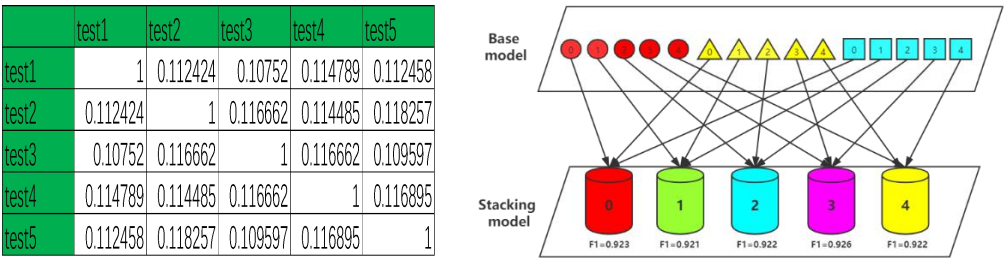 test1 test2 test3 test4 test5
test1 1 0.112424 0.10752 0.114789 0.112458
test2 0.112424 1 0.116662 0.114485 0.118257
test3 0.10752 0.116662 1 0.116662 0.109597
test4 0.114789 0.114485 0.116662 1 0.116895
test5 0.112458 0.118257 0.109597 0.116895 1
Base
model
0 1 2 3 4 0 1 2 3 4 0 1 2 3 4
Stacking
model
0 1 2 3 4
F1=0.923 F1=0.921 F1=0.922 F1=0.926 F1=0.922